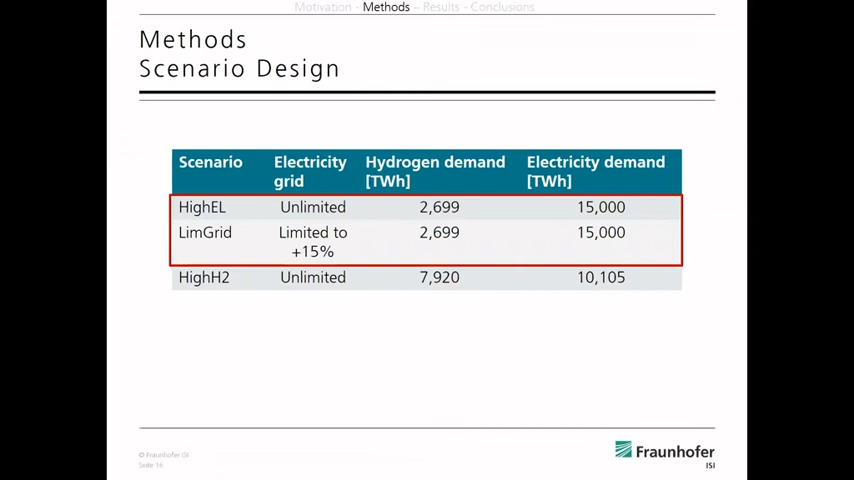 Motivation - Methods – Results - Conclusions
Methods
Scenario Design
Scenario Electricity grid Hydrogen demand [TWh] Electricity demand [TWh]
HighEL Unlimited 2,699 15,000
LimGrid Limited to +15% 2,699 15,000
HighH2 Unlimited 7,920 10,105
© Fraunhofer ISI
Seite 16
Fraunhofer
ISI